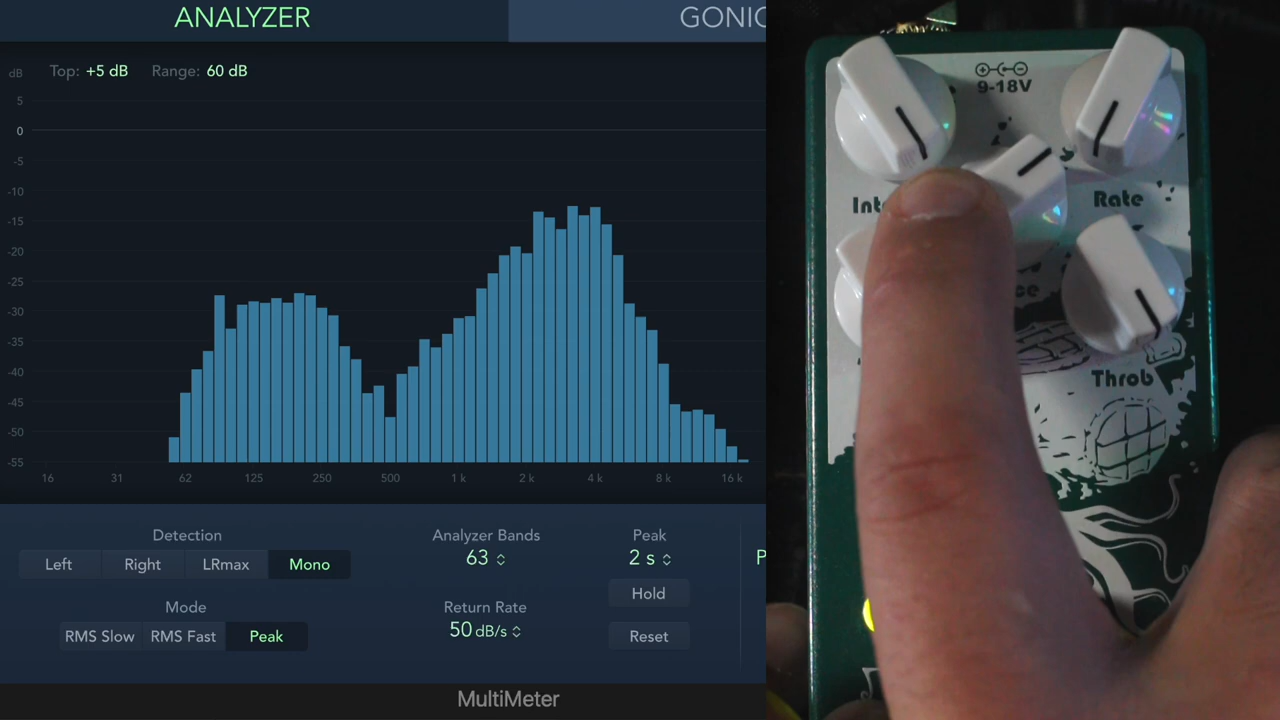 ANALYZER
dB Top: +5 dB Range: 60 dB
5
0
-5
-10
-15
-20
-25
-30
-35
-40
-45
-50
-55
16 31 62 125 250 500 1 k 2 k 4 k 8 k 16 k
Detection
Left Right LRmax Mono
Mode
RMS Slow RMS Fast Peak
Analyzer Bands
63
Return Rate
50 dB/s
Peak
2 s
Hold
Reset
MultiMeter
9-18V
Rate
Throb